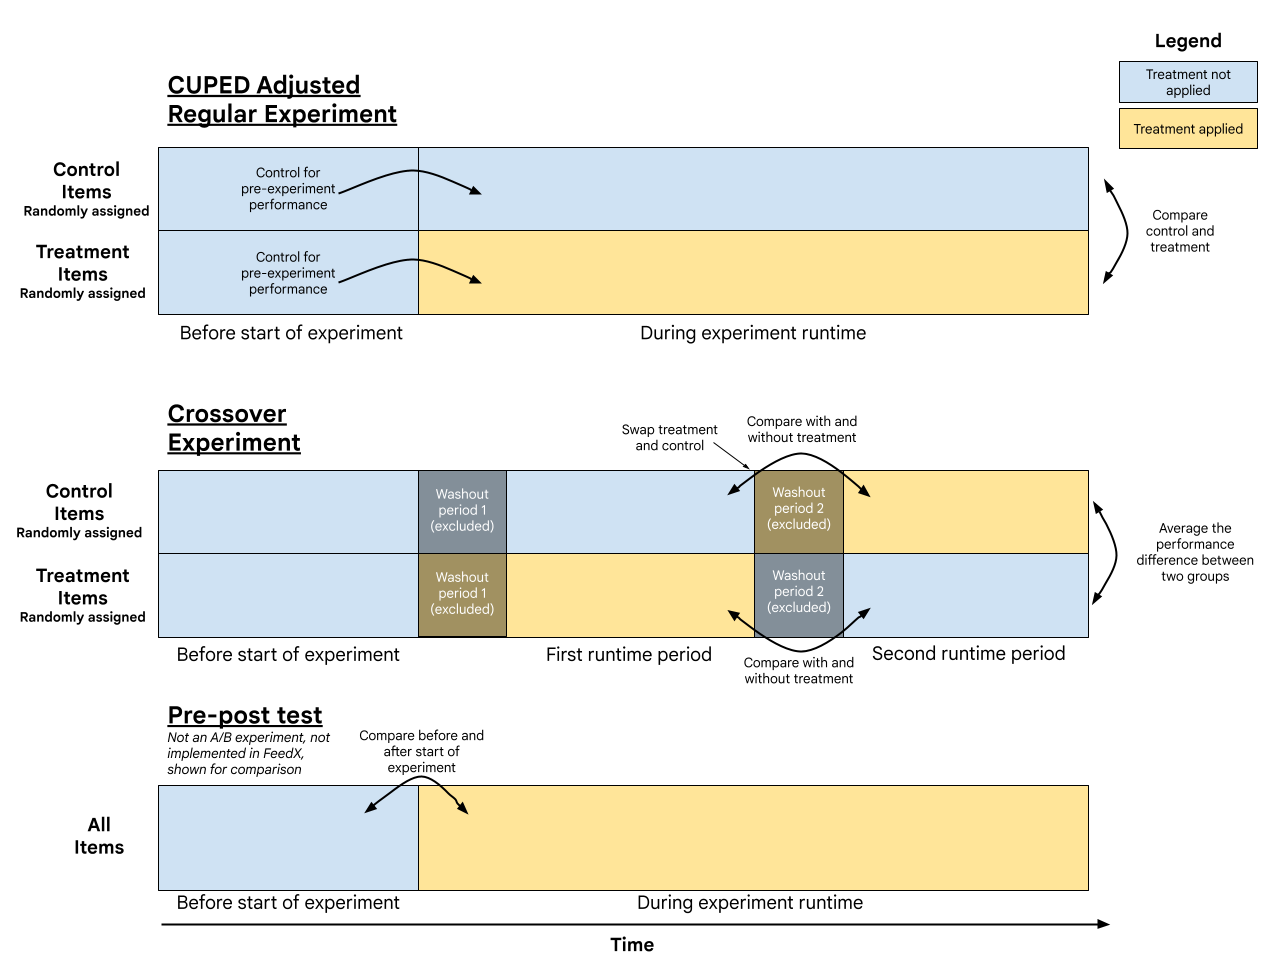 Legend
Treatment not
applied
Treatment applied
CUPED Adjusted
Regular Experiment
Control
Items
Randomly assigned
Control for
pre-experiment
performance
Treatment
Items
Randomly assigned
Control for
pre-experiment
performance
Compare
control and
treatment
Before start of experiment
During experiment runtime
Crossover
Experiment
Swap treatment
and control
Compare with and
without treatment
Control
Items
Randomly assigned
Washout
period 1
(excluded)
Washout
period 2
(excluded)
Treatment
Items
Randomly assigned
Washout
period 1
(excluded)
Washout
period 2
(excluded)
Average the
performance
difference between
two groups
Before start of experiment
First runtime period
Compare with and
without treatment
Second runtime period
Pre-post test
Not an A/B experiment, not
implemented in FeedX,
shown for comparison
Compare before and
after start of
experiment
All
Items
Before start of experiment
During experiment runtime
Time